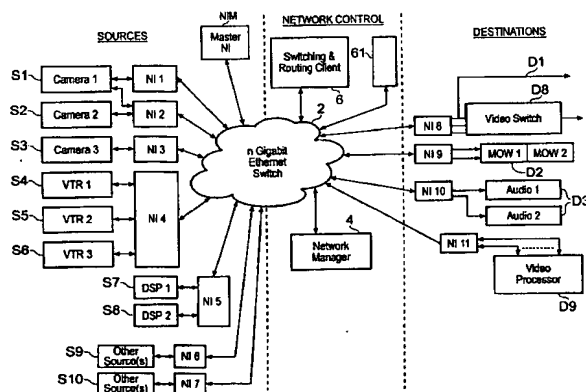 SOURCES
NIM
Master
NI
NETWORK CONTROL
DESTINATIONS
S1
Camera 1
NI 1
S2
Camera 2
NI 2
S3
Camera 3
NI 3
S4
VTR 1
S5
VTR 2
NI 4
S6
VTR 3
S7
DSP 1
S8
DSP 2
NI 5
S9
Other
Source(s)
NI 6
S10
Other
Source(s)
NI 7
Switching &
Routing Client
6
61
2
n Gigabit
Ethernet
Switch
4
Network
Manager
D1
D8
NI 8
Video Switch
NI 9
MOW 1
MOW 2
D2
NI 10
Audio 1
Audio 2
D3
NI 11
Video
Processor
D9